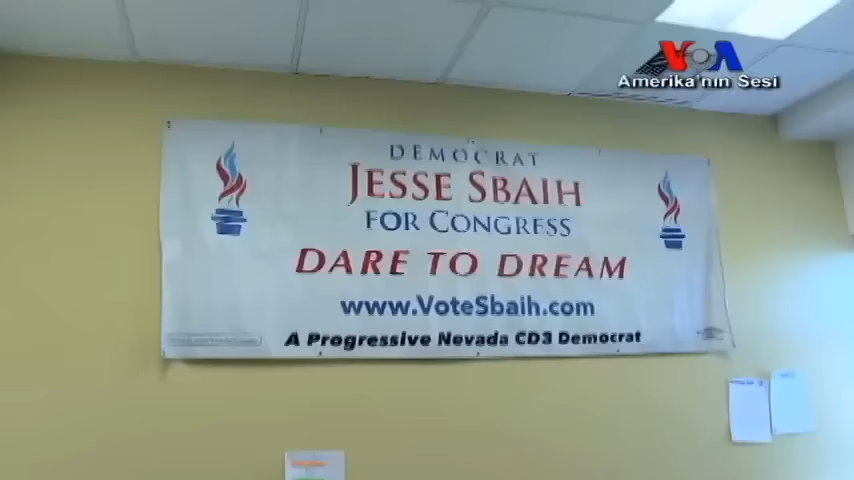 VOA
Amerika'nın Sesi
DEMOCRAT
JESSE SBAIH
FOR CONGRESS
DARE TO DREAM
www.VoteSbaih.com
A Progressive Nevada CD3 Democrat